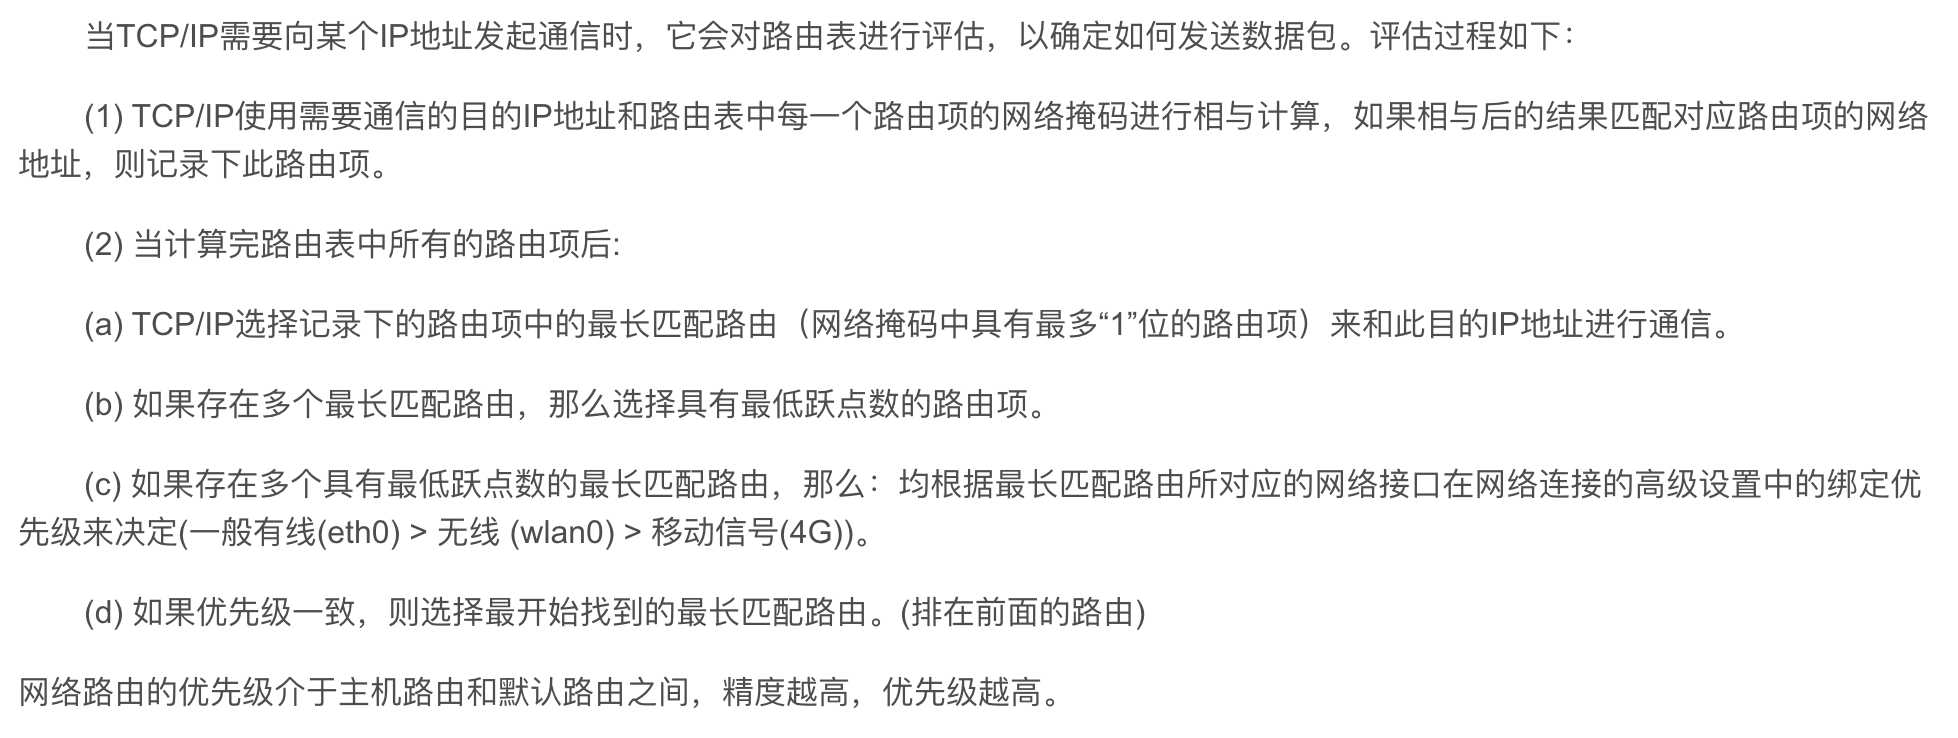 当TCP/IP需要向某个IP地址发起通信时，它会对路由表进行评估，以确定如何发送数据包。评估过程如下：
(1) TCP/IP使用需要通信的目的IP地址和路由表中每一个路由项的网络掩码进行相与计算，如果相与后的结果匹配对应路由项的网络
地址，则记录下此路由项。
(2) 当计算完路由表中所有的路由项后:
(a) TCP/IP选择记录下的路由项中的最长匹配路由（网络掩码中具有最多“1”位的路由项）来和此目的IP地址进行通信。
(b) 如果存在多个最长匹配路由，那么选择具有最低跃点数的路由项。
(c) 如果存在多个具有最低跃点数的最长匹配路由，那么：均根据最长匹配路由所对应的网络接口在网络连接的高级设置中的绑定优
先级来决定(一般有线(eth0) > 无线 (wlan0) > 移动信号(4G))。
(d) 如果优先级一致，则选择最开始找到的最长匹配路由。(排在前面的路由)
网络路由的优先级介于主机路由和默认路由之间，精度越高，优先级越高。